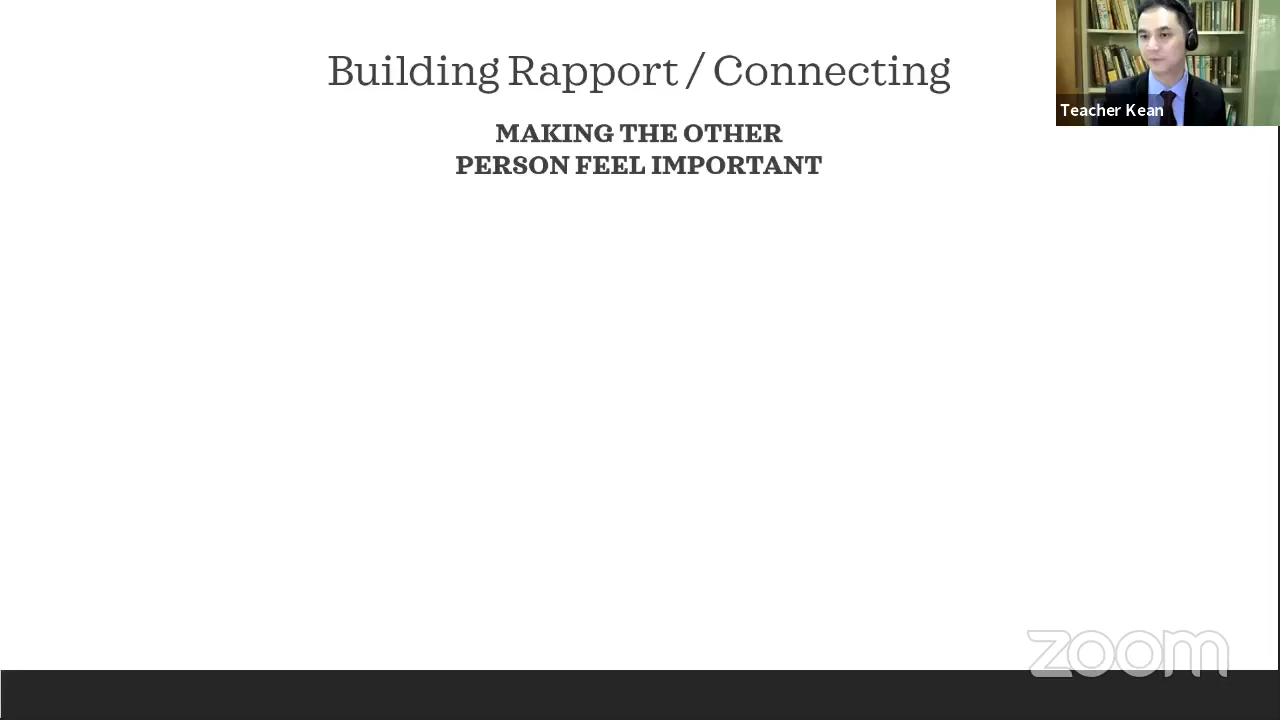 Building Rapport / Connecting
MAKING THE OTHER
PERSON FEEL IMPORTANT
Teacher Kean
zoom